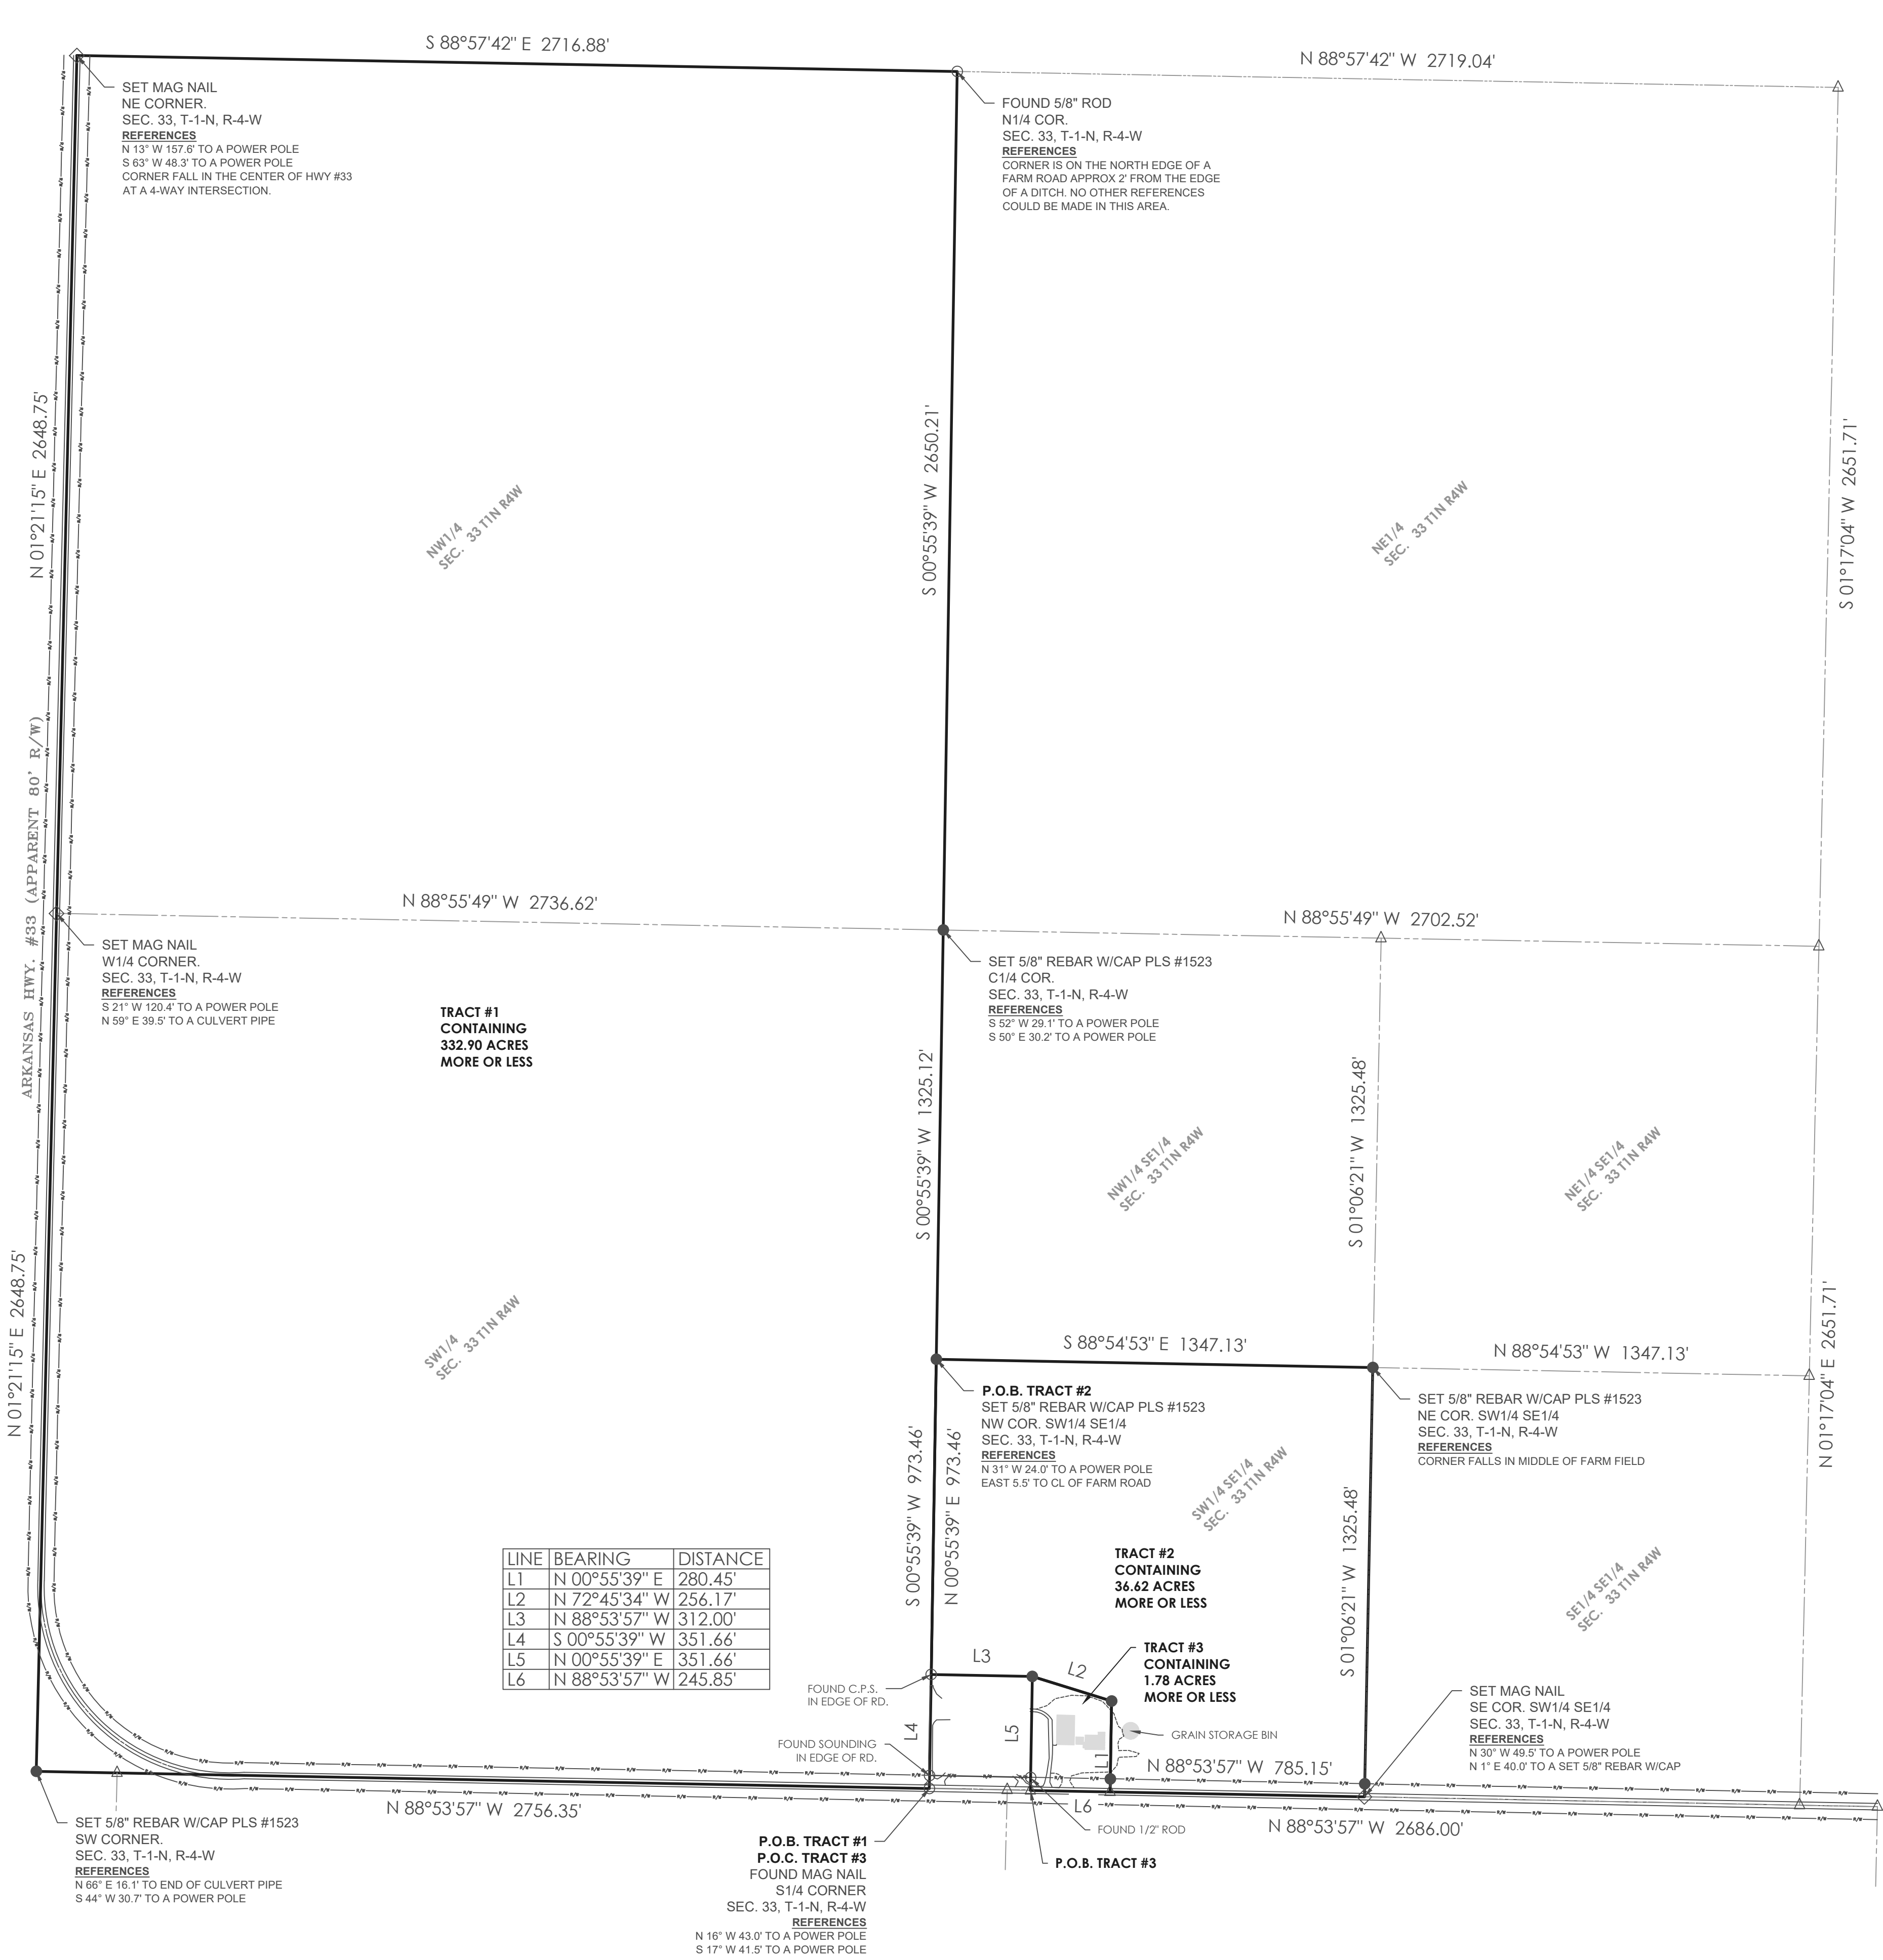 S 88°57'42" E 2716.88'
N 88°57'42" W 2719.04'
SET MAG NAIL
NE CORNER.
SEC. 33, T-1-N, R-4-W
REFERENCES
N 13° W 157.6' TO A POWER POLE
S 63° W 48.3' TO A POWER POLE
CORNER FALL IN THE CENTER OF HWY #33
AT A 4-WAY INTERSECTION.
FOUND 5/8" ROD
N1/4 COR.
SEC. 33, T-1-N, R-4-W
REFERENCES
CORNER IS ON THE NORTH EDGE OF A
FARM ROAD APPROX 2' FROM THE EDGE
OF A DITCH. NO OTHER REFERENCES
COULD BE MADE IN THIS AREA.
N 01°21'15" E 2648.75'
S 00°55'39" W 2650.21'
S 01°17'04" W 2651.71'
NW1/4
SEC. 33 T1N R4W
NE1/4
SEC. 33 T1N R4W
ARKANSAS HWY. #33 (APPARENT 80' R/W)
N 88°55'49" W 2736.62'
N 88°55'49" W 2702.52'
SET MAG NAIL
W1/4 CORNER.
SEC. 33, T-1-N, R-4-W
REFERENCES
S 21° W 120.4' TO A POWER POLE
N 59° E 39.5' TO A CULVERT PIPE
SET 5/8" REBAR W/CAP PLS #1523
C1/4 COR.
SEC. 33, T-1-N, R-4-W
REFERENCES
S 52° W 29.1' TO A POWER POLE
S 50° E 30.2' TO A POWER POLE
TRACT #1
CONTAINING
332.90 ACRES
MORE OR LESS
S 00°55'39" W 1325.12'
S 01°06'21" W 1325.48'
NW1/4 SE1/4
SEC. 33 T1N R4W
NE1/4 SE1/4
SEC. 33 T1N R4W
N 01°21'15" E 2648.75'
SW1/4
SEC. 33 T1N R4W
S 88°54'53" E 1347.13'
N 88°54'53" W 1347.13'
N 01°17'04" E 2651.71'
P.O.B. TRACT #2
SET 5/8" REBAR W/CAP PLS #1523
NW COR. SW1/4 SE1/4
SEC. 33, T-1-N, R-4-W
REFERENCES
N 31° W 24.0' TO A POWER POLE
EAST 5.5' TO CL OF FARM ROAD
SET 5/8" REBAR W/CAP PLS #1523
NE COR. SW1/4 SE1/4
SEC. 33, T-1-N, R-4-W
REFERENCES
CORNER FALLS IN MIDDLE OF FARM FIELD
S 00°55'39" W 973.46'
N 00°55'39" E 973.46'
SW1/4 SE1/4
SEC. 33 T1N R4W
S 01°06'21" W 1325.48'
SE1/4 SE1/4
SEC. 33 T1N R4W
TRACT #2
CONTAINING
36.62 ACRES
MORE OR LESS
LINE BEARING DISTANCE
L1 N 00°55'39" E 280.45'
L2 N 72°45'34" W 256.17'
L3 N 88°53'57" W 312.00'
L4 S 00°55'39" W 351.66'
L5 N 00°55'39" E 351.66'
L6 N 88°53'57" W 245.85'
L3
L2
TRACT #3
CONTAINING
1.78 ACRES
MORE OR LESS
FOUND C.P.S.
IN EDGE OF RD.
L4
L5
L1
GRAIN STORAGE BIN
FOUND SOUNDING
IN EDGE OF RD.
N 88°53'57" W 785.15'
SET MAG NAIL
SE COR. SW1/4 SE1/4
SEC. 33, T-1-N, R-4-W
REFERENCES
N 30° W 49.5' TO A POWER POLE
N 1° E 40.0' TO A SET 5/8" REBAR W/CAP
N 88°53'57" W 2756.35'
L6
FOUND 1/2" ROD
N 88°53'57" W 2686.00'
SET 5/8" REBAR W/CAP PLS #1523
SW CORNER.
SEC. 33, T-1-N, R-4-W
REFERENCES
N 66° E 16.1' TO END OF CULVERT PIPE
S 44° W 30.7' TO A POWER POLE
P.O.B. TRACT #1
P.O.C. TRACT #3
FOUND MAG NAIL
S1/4 CORNER
SEC. 33, T-1-N, R-4-W
REFERENCES
N 16° W 43.0' TO A POWER POLE
S 17° W 41.5' TO A POWER POLE
P.O.B. TRACT #3